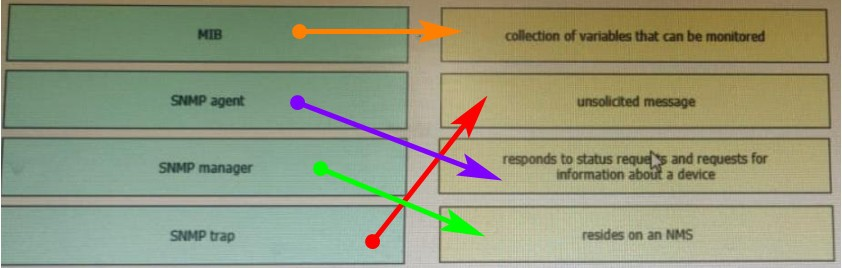 MIB
collection of variables that can be monitored
SNMP agent
unsolicited message
SNMP manager
responds to status requests and requests for
information about a device
SNMP trap
resides on an NMS